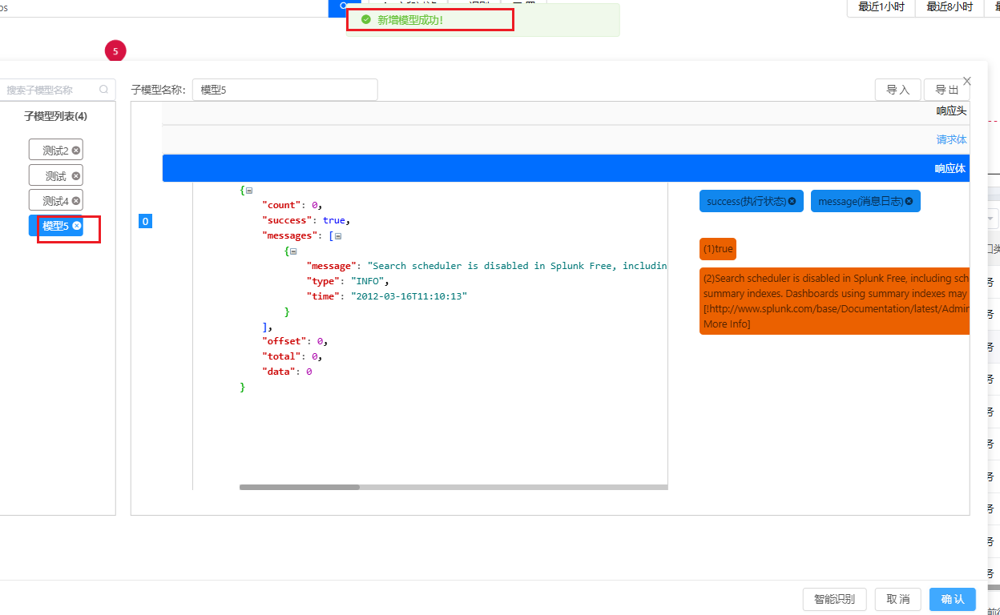 os
最近1小时
最近8小时
新增模型成功!
5
搜索子模型名称
子模型名称:
模型5
导 入
导 出
子模型列表(4)
测试2
测试
测试4
模型5
响应头
请求体
响应体
0
{
"count": 0,
"success": true,
"messages": [
{
"message": "Search scheduler is disabled in Splunk Free, includin
"type": "INFO",
"time": "2012-03-16T11:10:13"
}
],
"offset": 0,
"total": 0,
"data": 0
}
success(执行状态)
message(消息日志)
(1)true
(2)Search scheduler is disabled in Splunk Free, including sch
summary indexes. Dashboards using summary indexes may
[!http://www.splunk.com/base/Documentation/latest/Admin
More Info]
智能识别
取 消
确 认